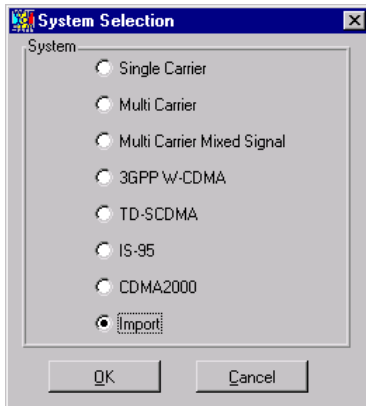 System Selection
System
Single Carrier
Multi Carrier
Multi Carrier Mixed Signal
3GPP W-CDMA
TD-SCDMA
IS-95
CDMA2000
Import
OK Cancel